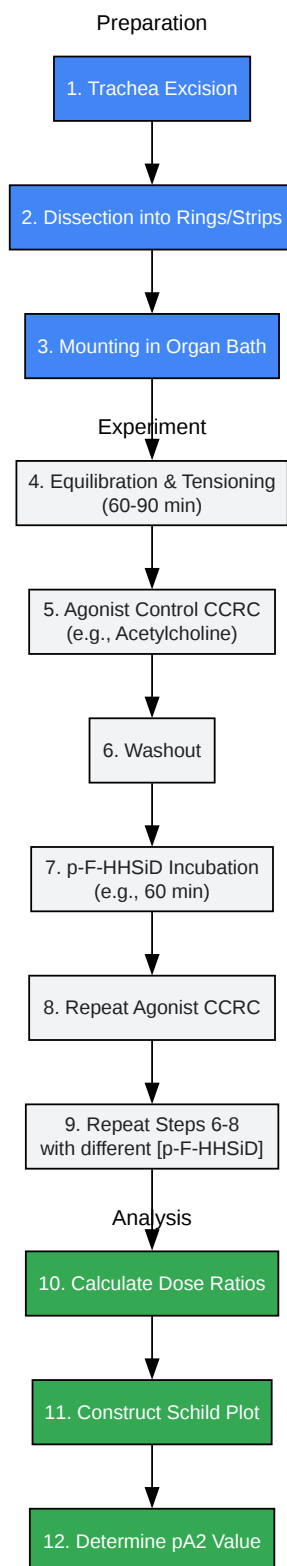 Preparation
1. Trachea Excision
2. Dissection into Rings/Strips
3. Mounting in Organ Bath
Experiment
4. Equilibration & Tensioning
(60-90 min)
5. Agonist Control CCRC
(e.g., Acetylcholine)
6. Washout
7. p-F-HHSiD Incubation
(e.g., 60 min)
8. Repeat Agonist CCRC
9. Repeat Steps 6-8
with different [p-F-HHSiD]
Analysis
10. Calculate Dose Ratios
11. Construct Schild Plot
12. Determine pA2 Value